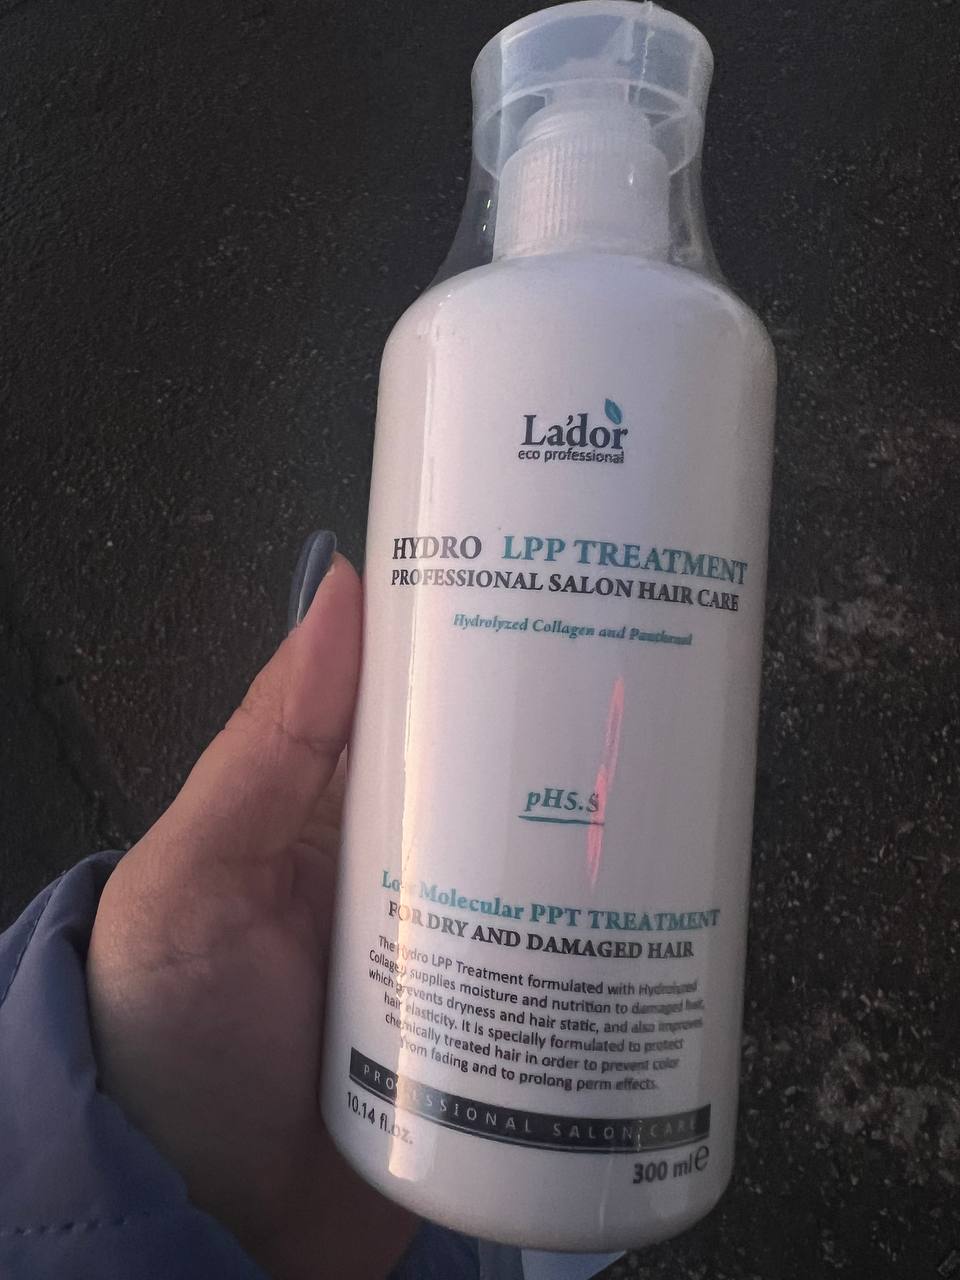 La'dor
eco professional
HYDRO LPP TREATMENT
PROFESSIONAL SALON HAIR CARE
Hydrolyzed Collagen and Panthenol
pH5.5
Low Molecular PPT TREATMENT
FOR DRY AND DAMAGED HAIR
The Hydro LPP Treatment formulated with Hydrolyzed
Collagen supplies moisture and nutrition to damaged hair,
which prevents dryness and hair static, and also improves
hair elasticity. It is specially formulated to protect
chemically treated hair in order to prevent color
from fading and to prolong perm effects.
PROFESSIONAL SALON CARE
10.14 fl.oz.
300 ml ℮